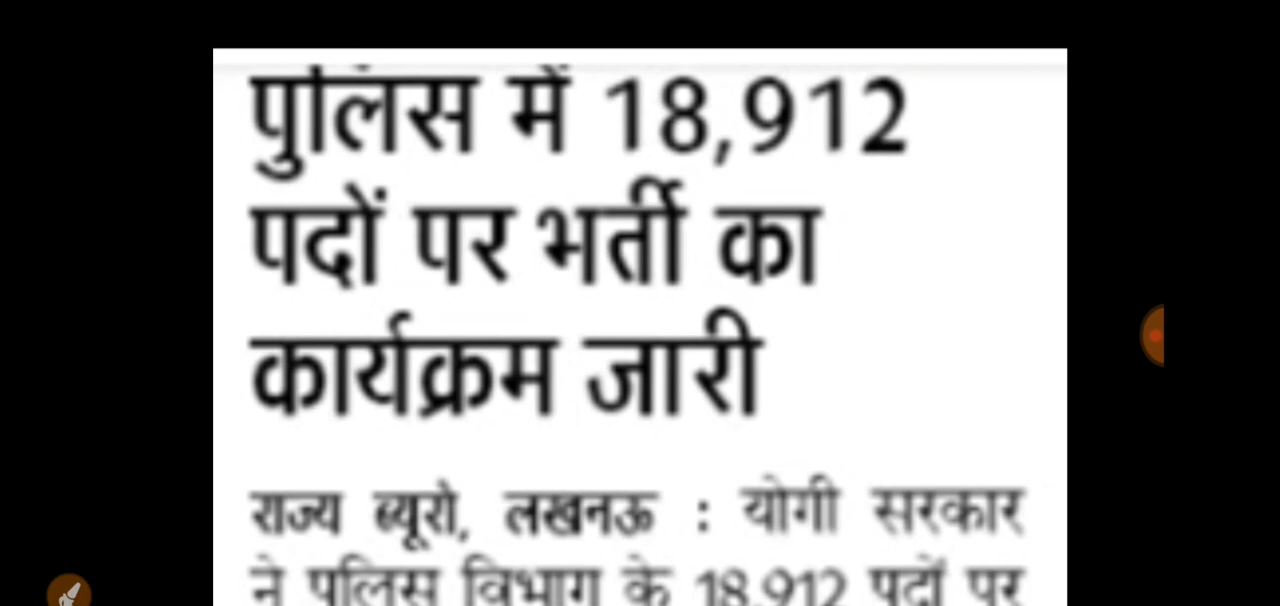 पुलिस में 18,912
पदों पर भर्ती का
कार्यक्रम जारी
राज्य ब्यूरो, लखनऊ : योगी सरकार
ने पुलिस विभाग के 18,912 पदों पर